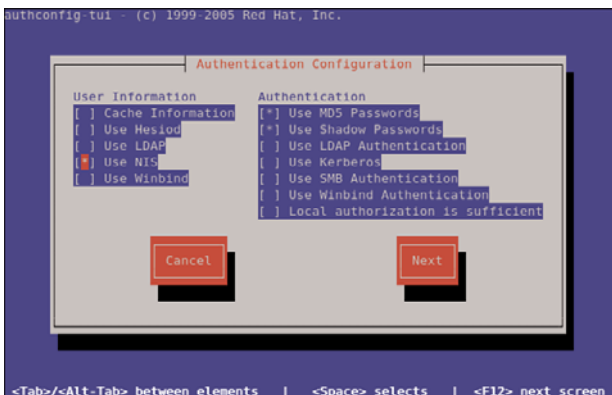 authconfig-tui - (c) 1999-2005 Red Hat, Inc.
Authentication Configuration
User Information
[ ] Cache Information
[ ] Use Hesiod
[ ] Use LDAP
[*] Use NIS
[ ] Use Winbind
Authentication
[*] Use MD5 Passwords
[*] Use Shadow Passwords
[ ] Use LDAP Authentication
[ ] Use Kerberos
[ ] Use SMB Authentication
[ ] Use Winbind Authentication
[ ] Local authorization is sufficient
Cancel
Next
<Tab>/<Alt-Tab> between elements | <Space> selects | <F12> next screen